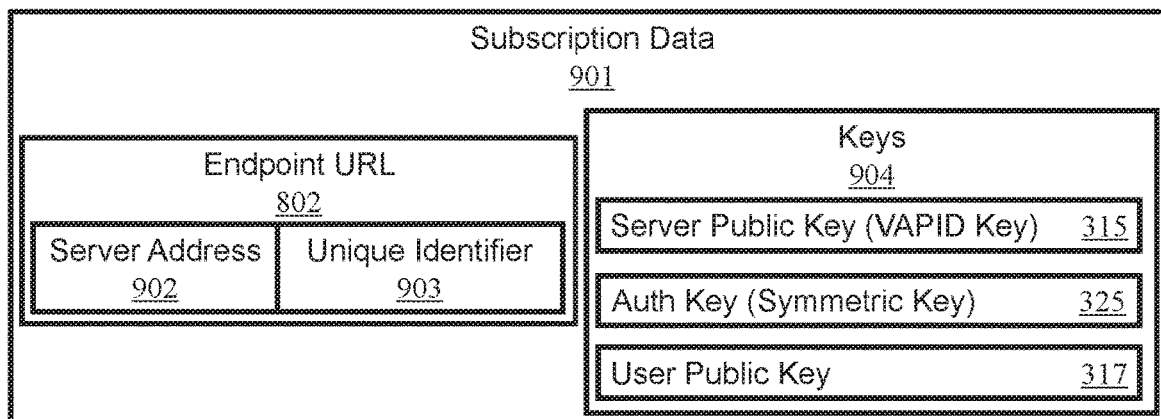 Subscription Data
901
Endpoint URL
802
Server Address
902
Unique Identifier
903
Keys
904
Server Public Key (VAPID Key) 315
Auth Key (Symmetric Key) 325
User Public Key 317